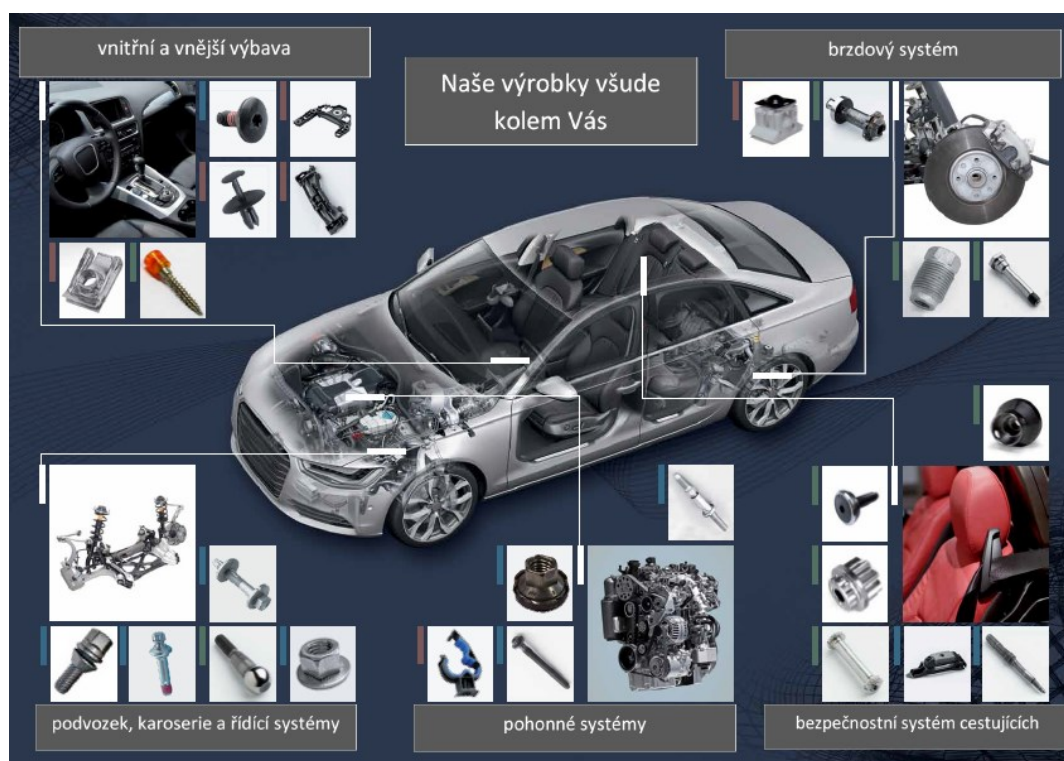 vnitřní a vnější výbava
Naše výrobky všude
kolem Vás
brzdový systém
podvozek, karoserie a řídící systémy
pohonné systémy
bezpečnostní systém cestujících